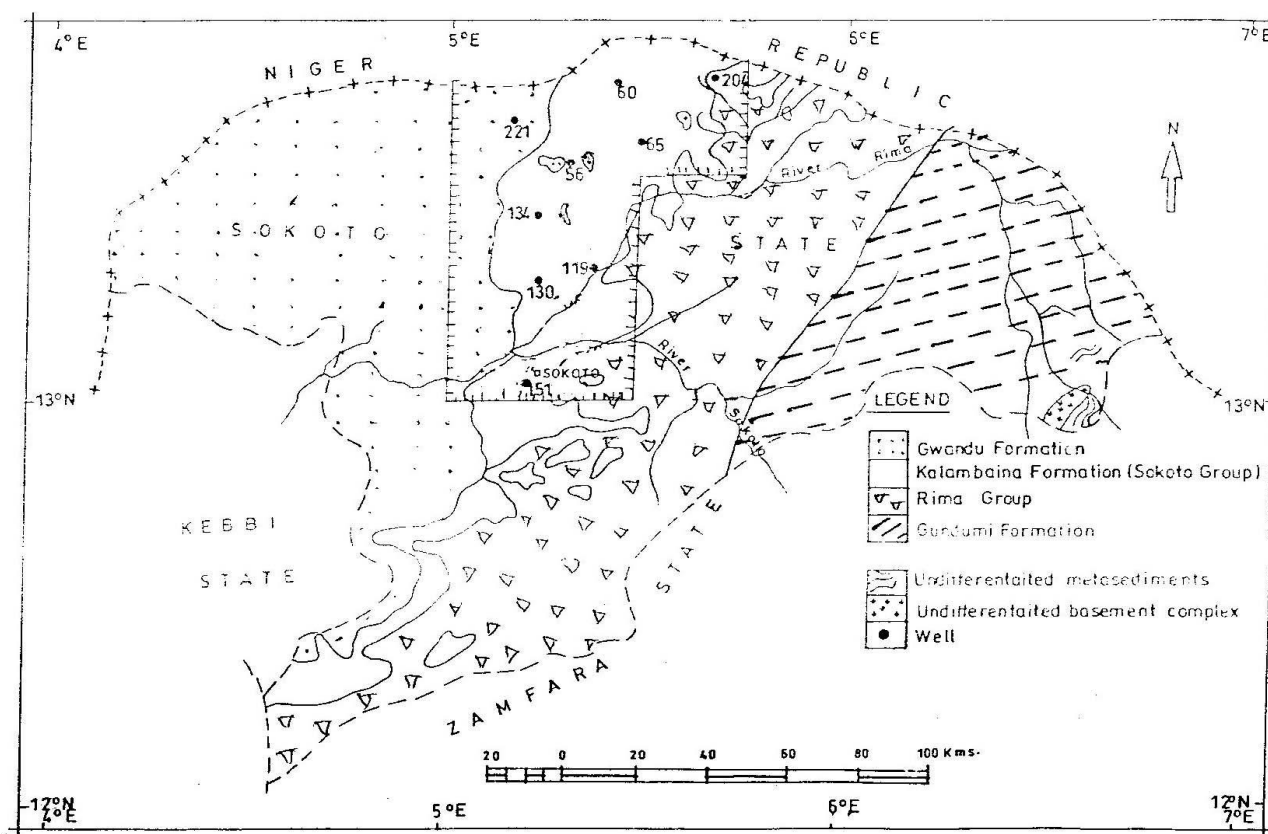 4°E 5°E 6°E 7°E
NIGER REPUBLIC
204
60
221
65
River Rima
N
56
134
SOKOTO STATE
119
130
River Sokoto
SOKOTO
151
13°N 13°N
LEGEND
Gwandu Formation
Kalambaina Formation (Sokoto Group)
Rima Group
Gundumi Formation
KEBBI
STATE
Undifferentaited metasediments
Undifferentaited basement complex
Well
ZAMFARA STATE
20 0 20 40 60 80 100 Kms.
12°N 12°N
4°E 5°E 6°E 7°E